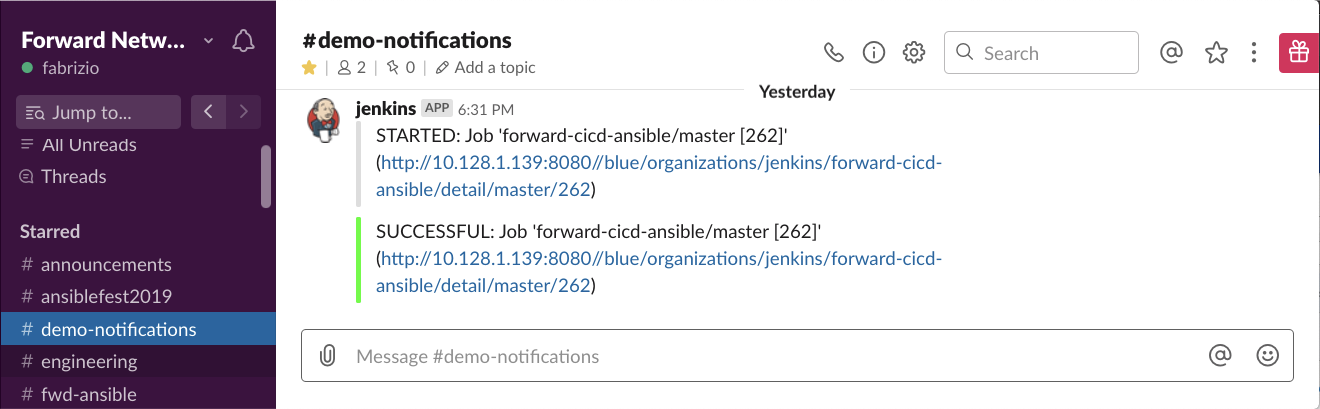 Forward Netw...
fabrizio
Jump to...
All Unreads
Threads
Starred
# announcements
# ansiblefest2019
# demo-notifications
# engineering
# fwd-ansible
#demo-notifications
2 | 0 | Add a topic
Search
Yesterday
jenkins APP 6:31 PM
STARTED: Job 'forward-cicd-ansible/master [262]'
(http://10.128.1.139:8080//blue/organizations/jenkins/forward-cicd-
ansible/detail/master/262)
SUCCESSFUL: Job 'forward-cicd-ansible/master [262]'
(http://10.128.1.139:8080//blue/organizations/jenkins/forward-cicd-
ansible/detail/master/262)
Message #demo-notifications